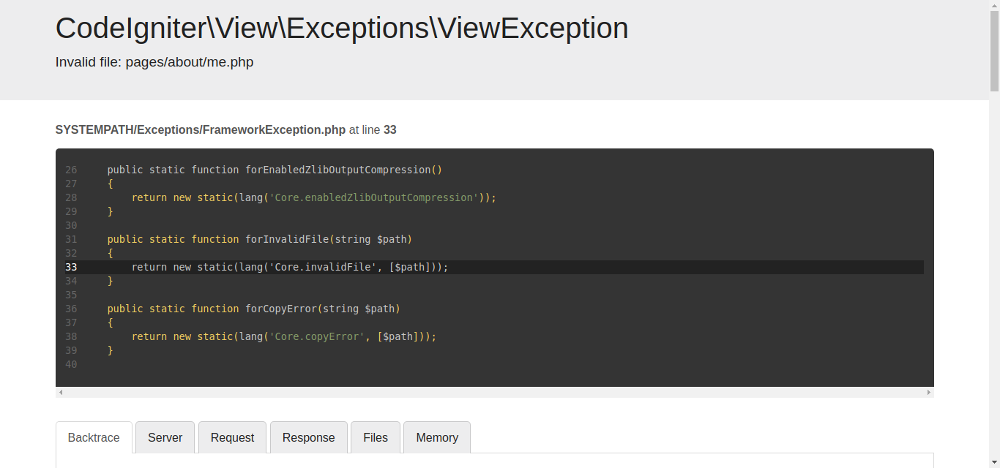 CodeIgniter\View\Exceptions\ViewException
Invalid file: pages/about/me.php
SYSTEMPATH/Exceptions/FrameworkException.php at line 33
26     public static function forEnabledZlibOutputCompression()
27     {
28         return new static(lang('Core.enabledZlibOutputCompression'));
29     }
30
31     public static function forInvalidFile(string $path)
32     {
33         return new static(lang('Core.invalidFile', [$path]));
34     }
35
36     public static function forCopyError(string $path)
37     {
38         return new static(lang('Core.copyError', [$path]));
39     }
40
Backtrace Server Request Response Files Memory